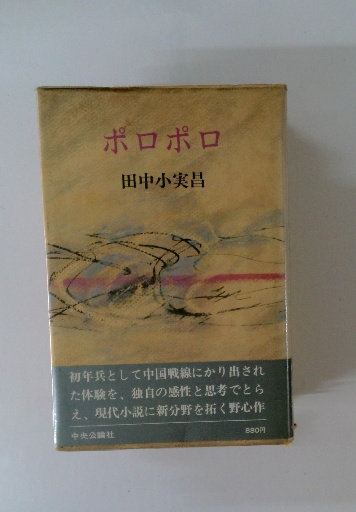 ポロポロ
田中小実昌
初年兵として中国戦線にかり出され
た体験を、独自の感性と思考でとら
え、現代小説に新分野を拓く野心作
中央公論社
880円